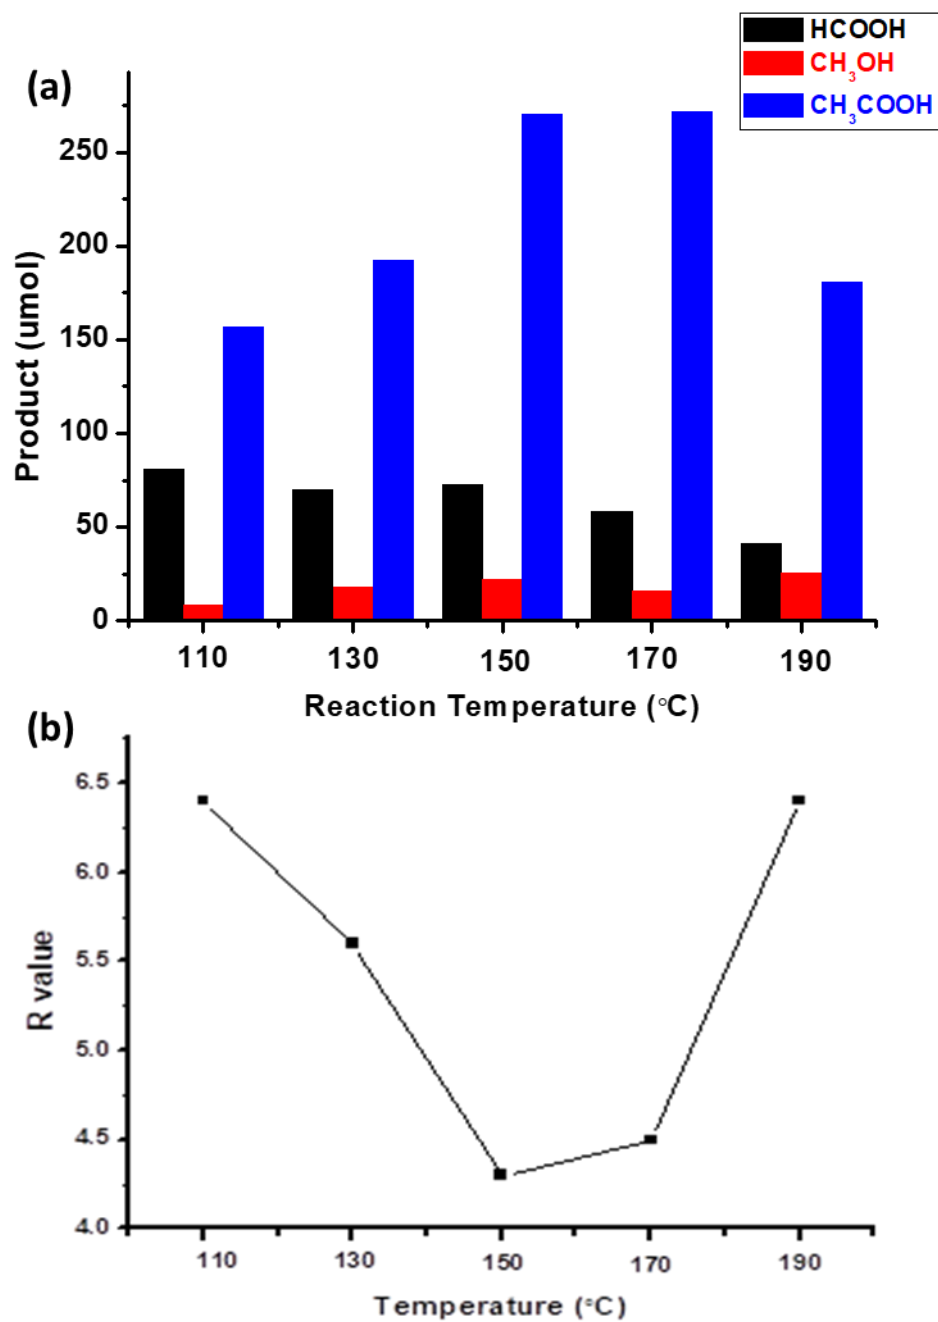 HCOOH
CH₃OH
CH₃COOH
(a)
250
200
150
100
50
0
Product (umol)
110 130 150 170 190
Reaction Temperature (°C)
(b)
6.5
6.0
5.5
5.0
4.5
4.0
R value
110 130 150 170 190
Temperature (°C)